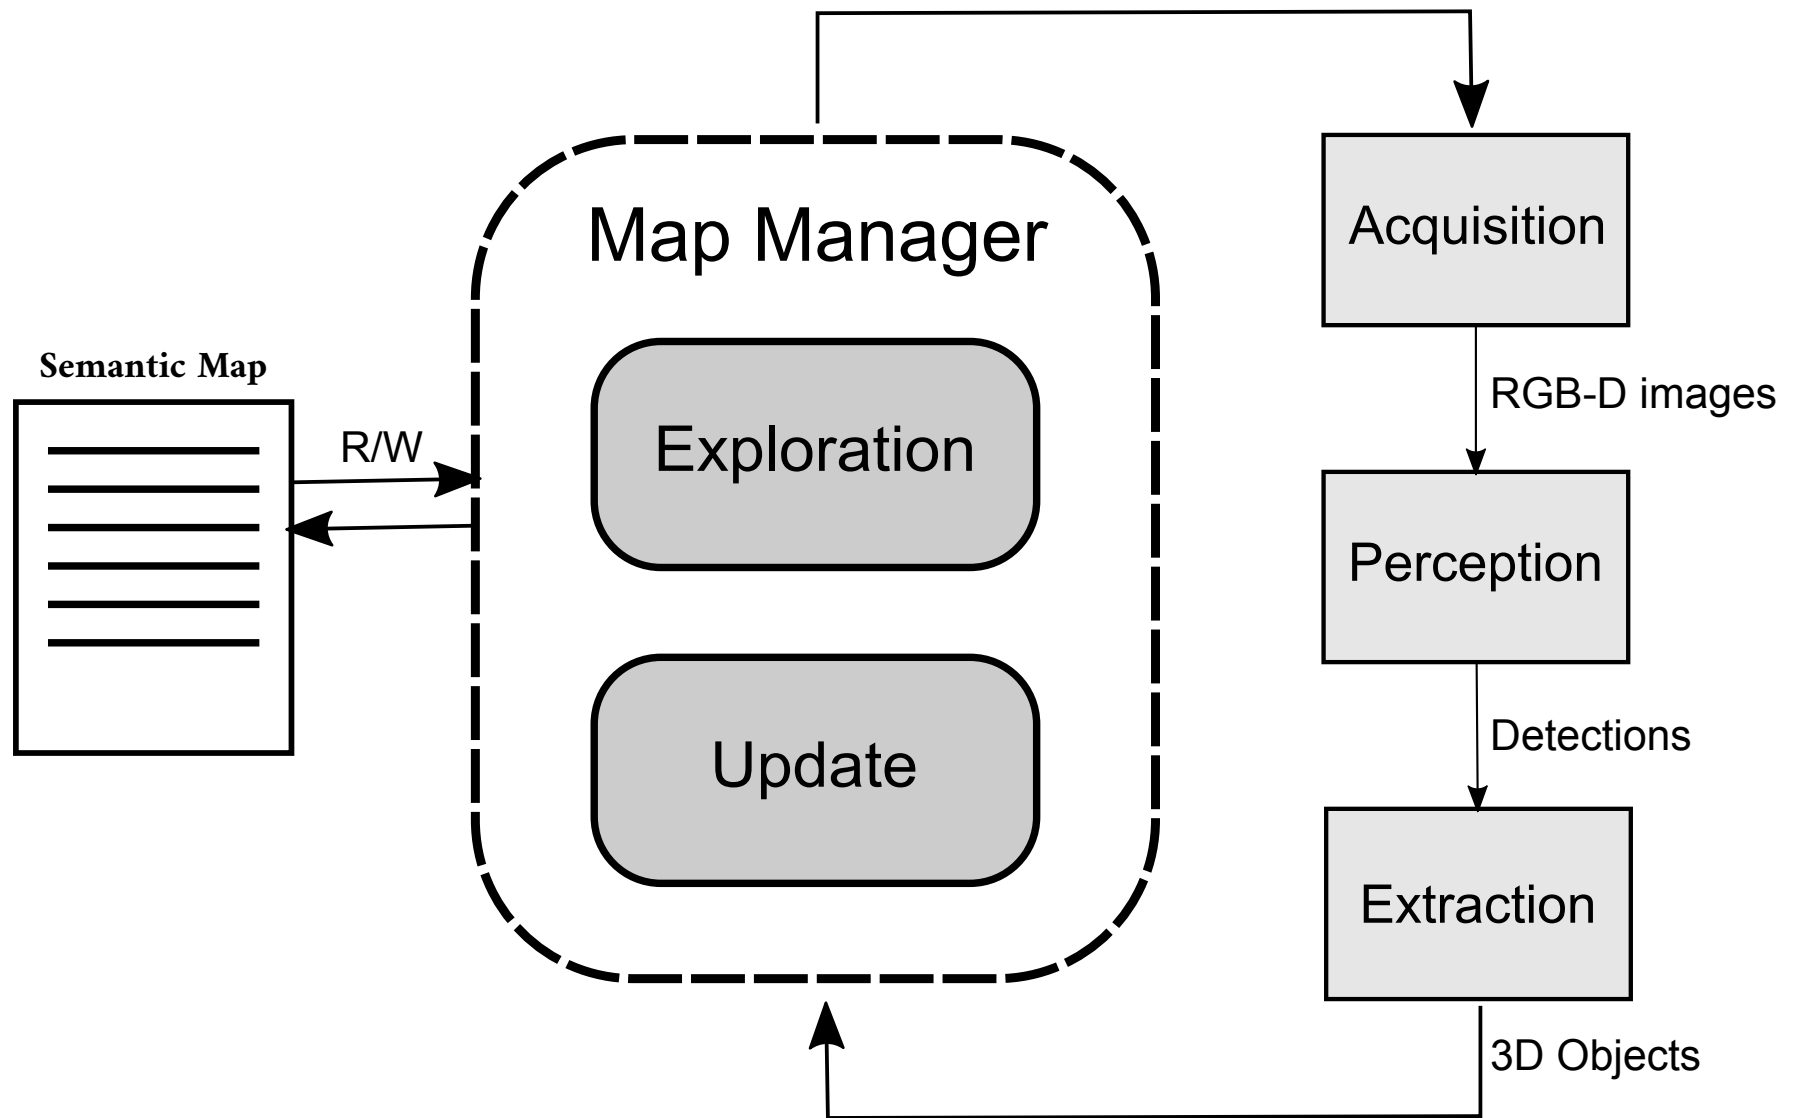 Map Manager
Acquisition
Semantic Map
R/W
Exploration
RGB-D images
Perception
Update
Detections
Extraction
3D Objects